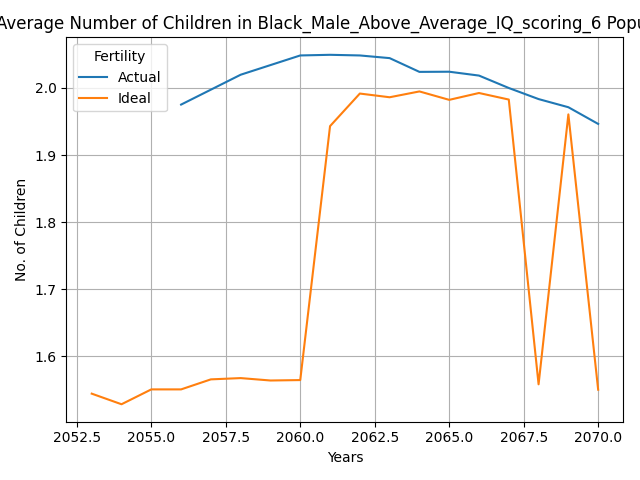 Average Number of Children in Black_Male_Above_Average_IQ_scoring_6 Popu
Fertility
Actual
Ideal
No. of Children
2.0
1.9
1.8
1.7
1.6
2052.5 2055.0 2057.5 2060.0 2062.5 2065.0 2067.5 2070.0
Years